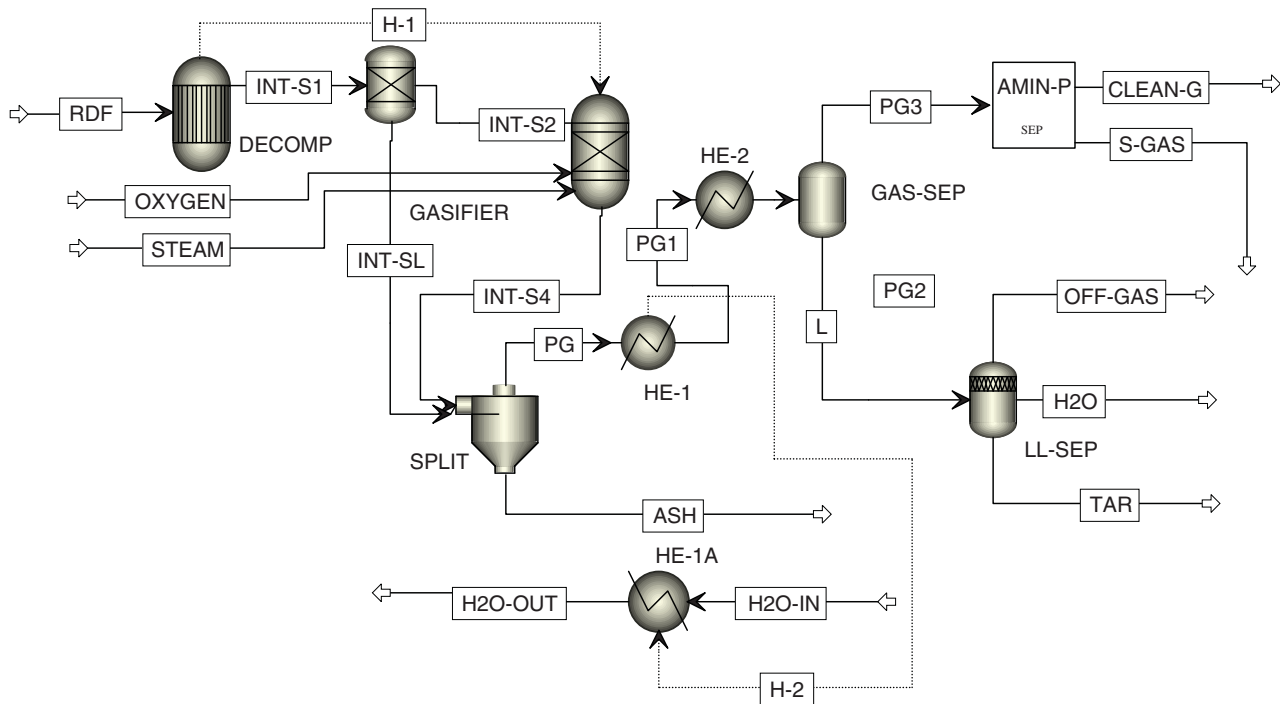 H-1
RDF
INT-S1
INT-S2
DECOMP
OXYGEN
GASIFIER
STEAM
INT-SL
INT-S4
PG
HE-1
PG1
HE-2
GAS-SEP
PG3
AMIN-P
SEP
CLEAN-G
S-GAS
PG2
L
OFF-GAS
H2O
LL-SEP
TAR
SPLIT
ASH
HE-1A
H2O-OUT
H2O-IN
H-2